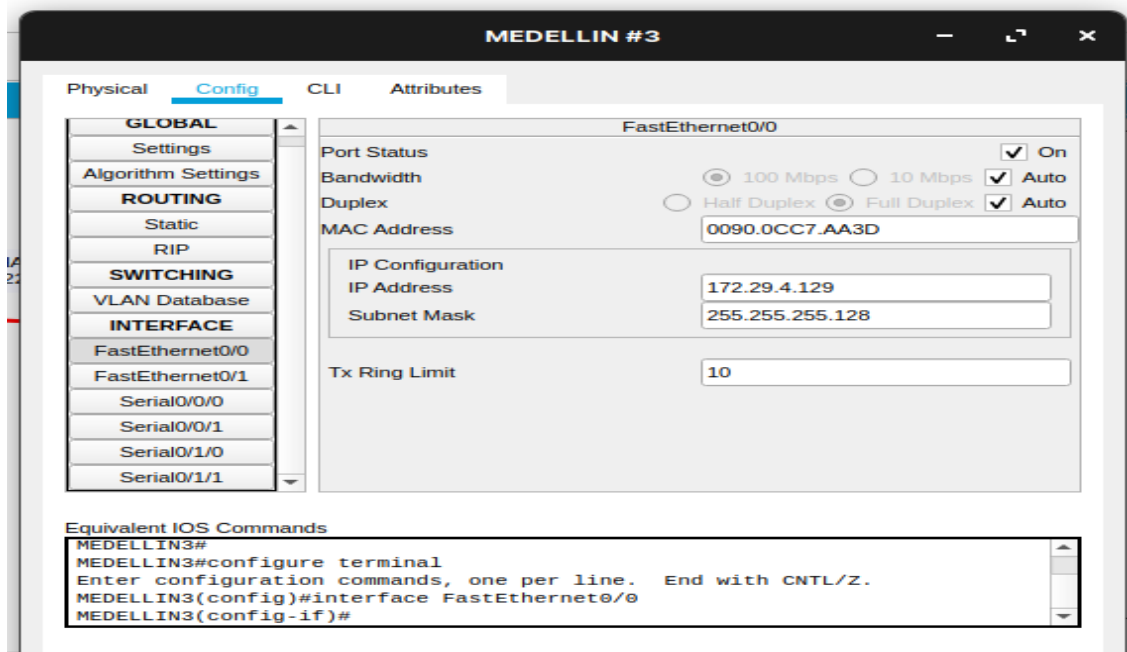 MEDELLIN #3
Physical Config CLI Attributes
GLOBAL
Settings
Algorithm Settings
ROUTING
Static
RIP
SWITCHING
VLAN Database
INTERFACE
FastEthernet0/0
FastEthernet0/1
Serial0/0/0
Serial0/0/1
Serial0/1/0
Serial0/1/1
FastEthernet0/0
Port Status On
Bandwidth 100 Mbps 10 Mbps Auto
Duplex Half Duplex Full Duplex Auto
MAC Address 0090.0CC7.AA3D
IP Configuration
IP Address 172.29.4.129
Subnet Mask 255.255.255.128
Tx Ring Limit 10
Equivalent IOS Commands
MEDELLIN3#
MEDELLIN3#configure terminal
Enter configuration commands, one per line. End with CNTL/Z.
MEDELLIN3(config)#interface FastEthernet0/0
MEDELLIN3(config-if)#